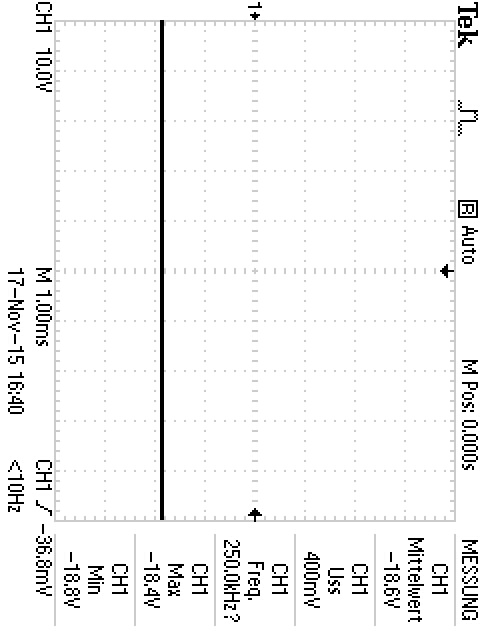 Tek R Auto M Pos: 0.000s MESSUNG
CH1
Mittelwert
-18.6V
CH1
Uss
400mV
CH1
Freq.
250.0kHz?
CH1
Max
-18.4V
CH1
Min
-18.8V
1
CH1 10.0V M 1.00ms CH1 -36.8mV
17-Nov-15 16:40 <10Hz